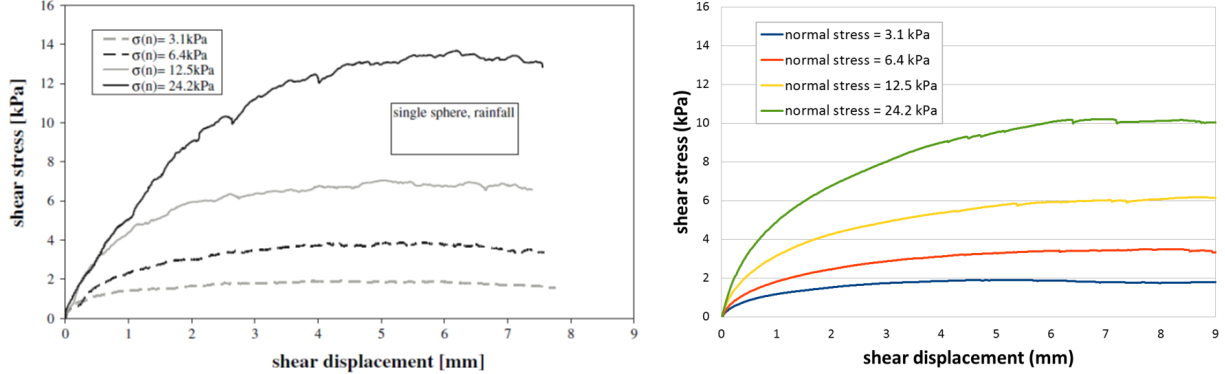 16
14
12
10
8
6
4
2
0
shear stress [kPa]
σ(n)= 3.1kPa
σ(n)= 6.4kPa
σ(n)= 12.5kPa
σ(n)= 24.2kPa
single sphere, rainfall
0 1 2 3 4 5 6 7 8 9
shear displacement [mm]
16
14
12
10
8
6
4
2
0
shear stress (kPa)
normal stress = 3.1 kPa
normal stress = 6.4 kPa
normal stress = 12.5 kPa
normal stress = 24.2 kPa
0 1 2 3 4 5 6 7 8 9
shear displacement (mm)